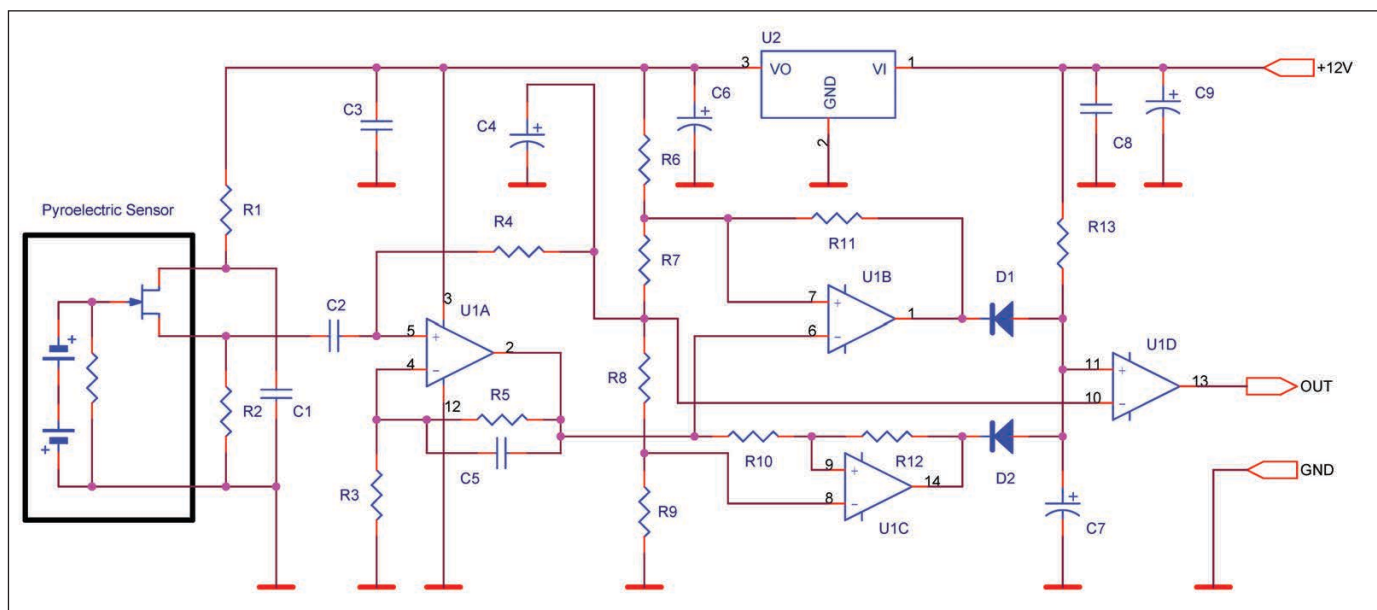 U2
3 VO VI 1
GND
2
+12V
C3
C4 +
C6
+
C8
+ C9
R6
Pyroelectric Sensor
R1
R4
R11
R13
R7
U1B
D1
C2
3
U1A
7 +
6 −
1
5 +
4 −
2
U1D
11 +
10 −
13
OUT
+
R8
12
R5
R2
C1
+
R10
R12
C5
9 +
8 −
14
D2
GND
R3
R9
U1C
+
C7